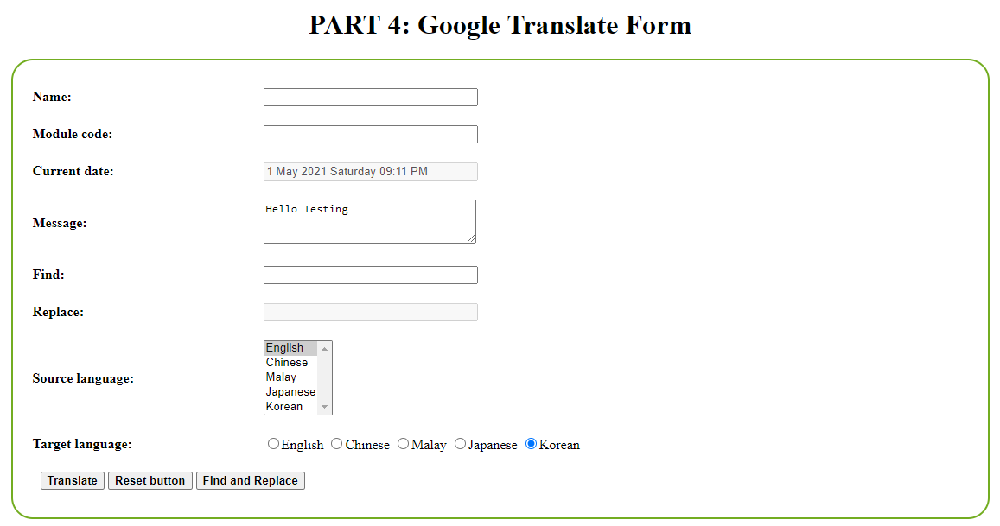 PART 4: Google Translate Form
Name:
Module code:
Current date: 1 May 2021 Saturday 09:11 PM
Message: Hello Testing
Find:
Replace:
Source language:
English
Chinese
Malay
Japanese
Korean
Target language: English Chinese Malay Japanese Korean
Translate Reset button Find and Replace